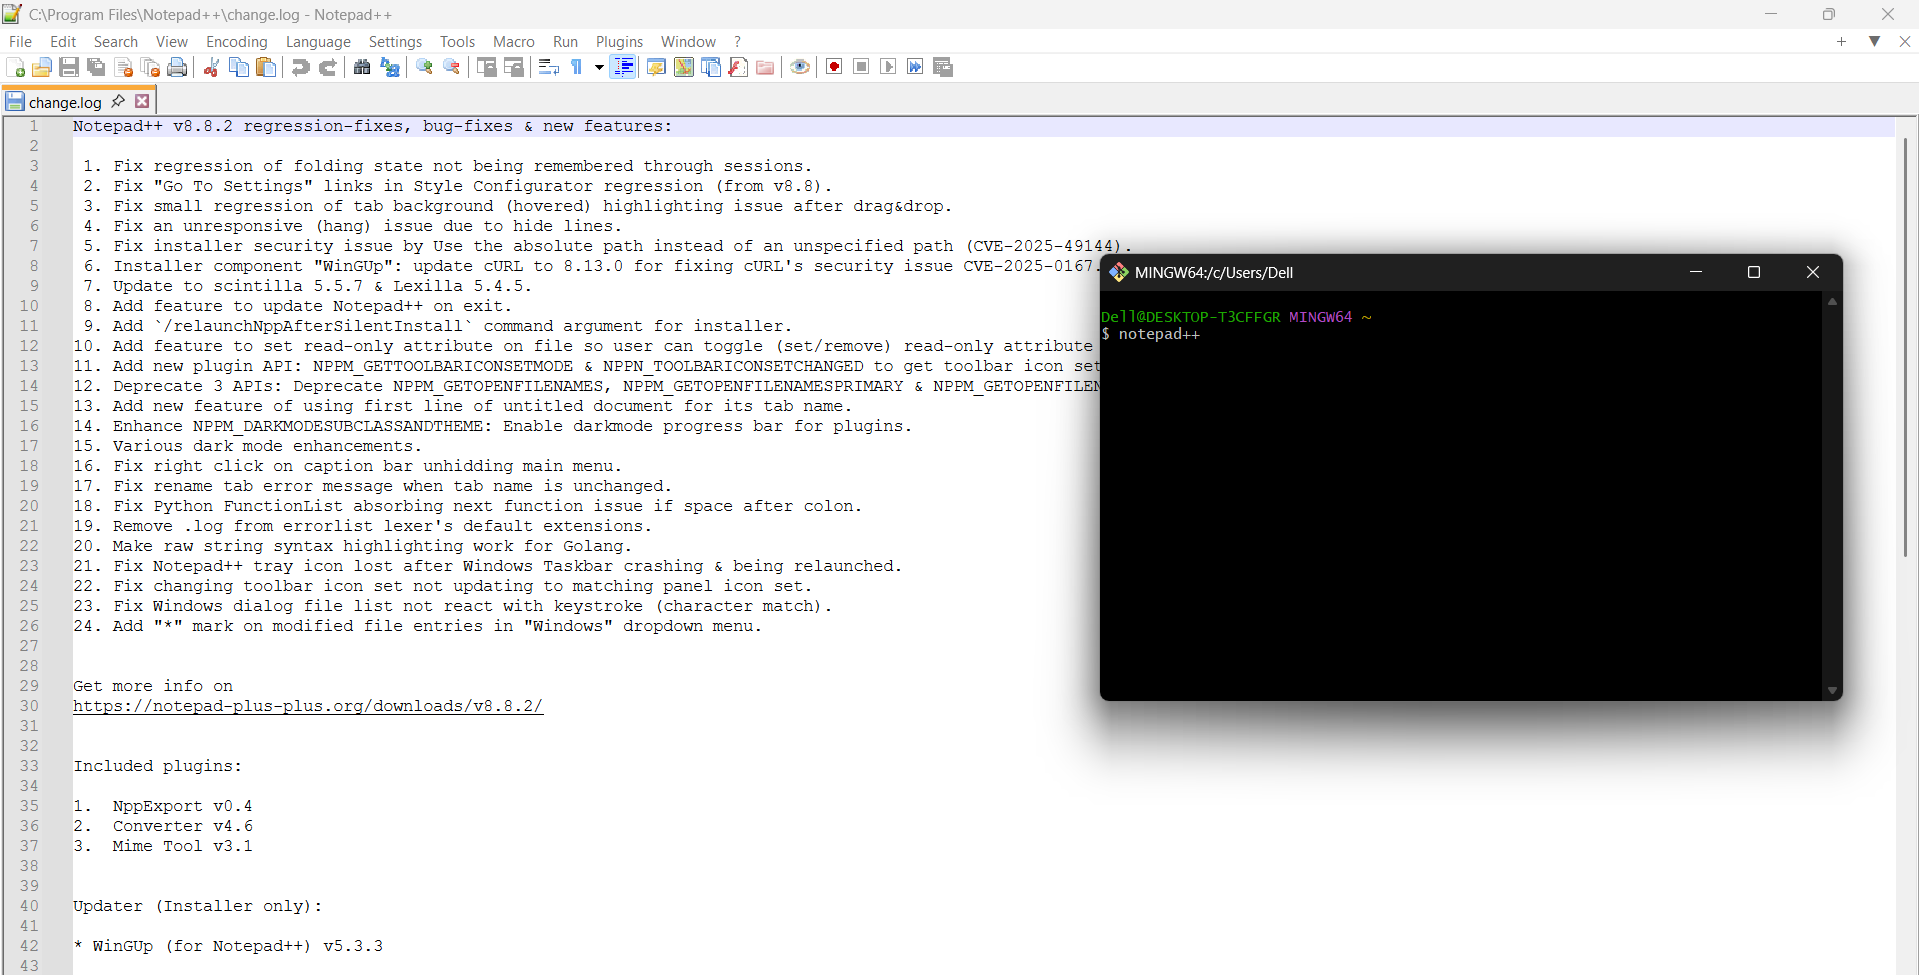 C:\Program Files\Notepad++\change.log - Notepad++
File Edit Search View Encoding Language Settings Tools Macro Run Plugins Window ?
change.log
1 Notepad++ v8.8.2 regression-fixes, bug-fixes & new features:
2
3 1. Fix regression of folding state not being remembered through sessions.
4 2. Fix "Go To Settings" links in Style Configurator regression (from v8.8).
5 3. Fix small regression of tab background (hovered) highlighting issue after drag&drop.
6 4. Fix an unresponsive (hang) issue due to hide lines.
7 5. Fix installer security issue by Use the absolute path instead of an unspecified path (CVE-2025-49144).
8 6. Installer component "WinGUp": update cURL to 8.13.0 for fixing cURL's security issue CVE-2025-0167.
9 7. Update to scintilla 5.5.7 & Lexilla 5.4.5.
10 8. Add feature to update Notepad++ on exit.
11 9. Add `/relaunchNppAfterSilentInstall` command argument for installer.
12 10. Add feature to set read-only attribute on file so user can toggle (set/remove) read-only attribute
13 11. Add new plugin API: NPPM_GETTOOLBARICONSETMODE & NPPN_TOOLBARICONSETCHANGED to get toolbar icon set
14 12. Deprecate 3 APIs: Deprecate NPPM_GETOPENFILENAMES, NPPM_GETOPENFILENAMESPRIMARY & NPPM_GETOPENFILEN
15 13. Add new feature of using first line of untitled document for its tab name.
16 14. Enhance NPPM_DARKMODESUBCLASSANDTHEME: Enable darkmode progress bar for plugins.
17 15. Various dark mode enhancements.
18 16. Fix right click on caption bar unhidding main menu.
19 17. Fix rename tab error message when tab name is unchanged.
20 18. Fix Python FunctionList absorbing next function issue if space after colon.
21 19. Remove .log from errorlist lexer's default extensions.
22 20. Make raw string syntax highlighting work for Golang.
23 21. Fix Notepad++ tray icon lost after Windows Taskbar crashing & being relaunched.
24 22. Fix changing toolbar icon set not updating to matching panel icon set.
25 23. Fix Windows dialog file list not react with keystroke (character match).
26 24. Add "*" mark on modified file entries in "Windows" dropdown menu.
27
28
29 Get more info on
30 https://notepad-plus-plus.org/downloads/v8.8.2/
31
32
33 Included plugins:
34
35 1. NppExport v0.4
36 2. Converter v4.6
37 3. Mime Tool v3.1
38
39
40 Updater (Installer only):
41
42 * WinGUp (for Notepad++) v5.3.3
43
MINGW64:/c/Users/Dell
Dell@DESKTOP-T3CFFGR MINGW64 ~
$ notepad++